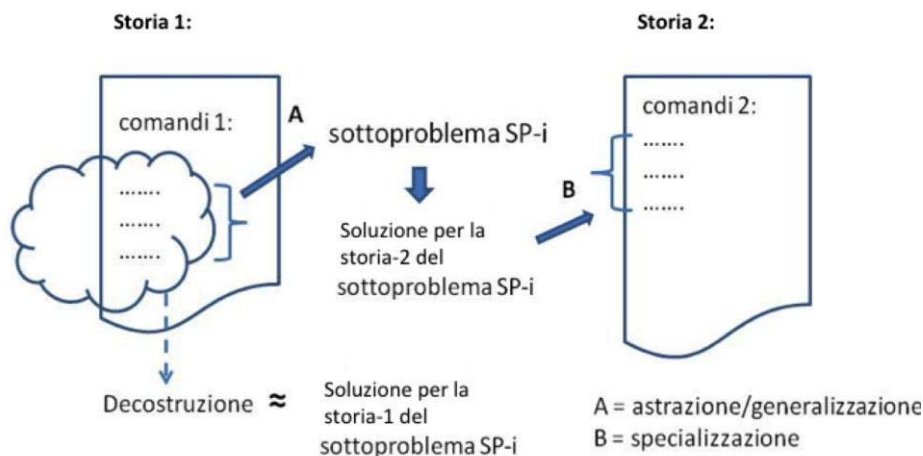 Storia 1:
Storia 2:
comandi 1:
.......
.......
.......
A
sottoproblema SP-i
Soluzione per la
storia-2 del
sottoproblema SP-i
B
comandi 2:
.......
.......
.......
Decostruzione ≈
Soluzione per la
storia-1 del
sottoproblema SP-i
A = astrazione/generalizzazione
B = specializzazione